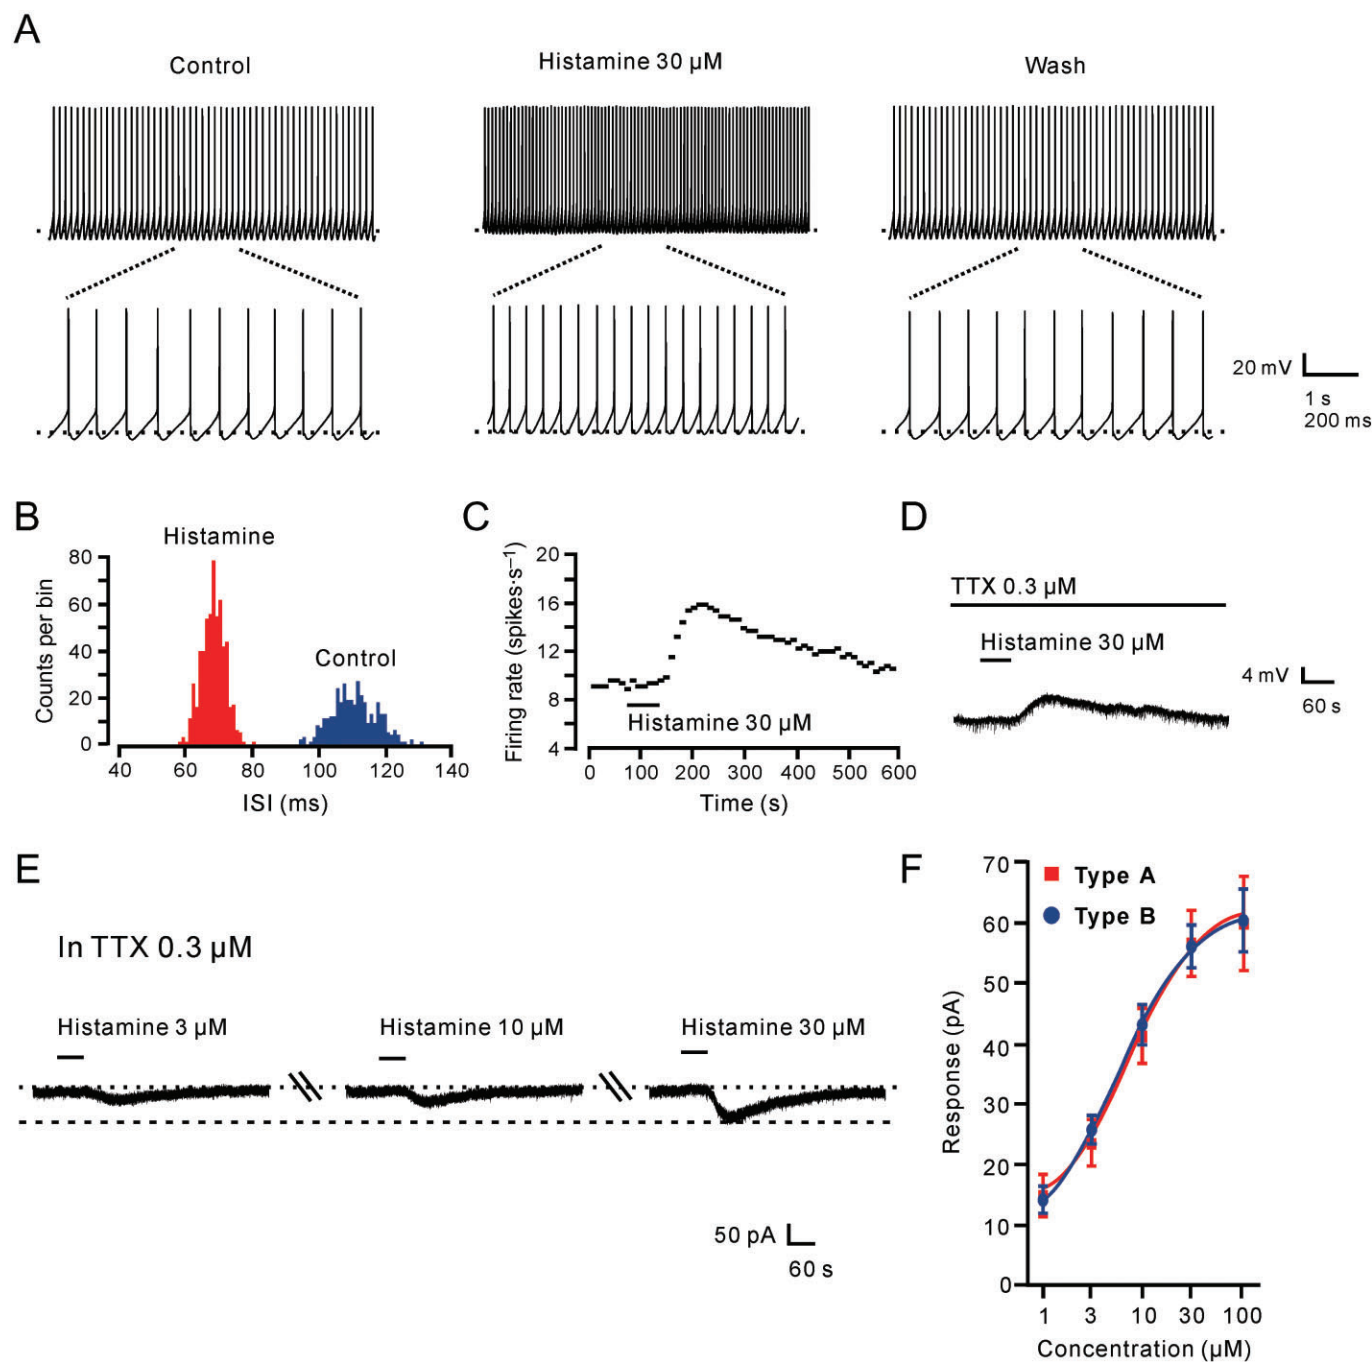 A
Control
Histamine 30 µM
Wash
20 mV
1 s
200 ms
B
Histamine
Control
Counts per bin
80
60
40
20
0
40 60 80 100 120 140
ISI (ms)
C
Firing rate (spikes·s⁻¹)
20
16
12
8
4
Histamine 30 µM
0 100 200 300 400 500 600
Time (s)
D
TTX 0.3 µM
Histamine 30 µM
4 mV
60 s
E
In TTX 0.3 µM
Histamine 3 µM
Histamine 10 µM
Histamine 30 µM
50 pA
60 s
F
Type A
Type B
Response (pA)
70
60
50
40
30
20
10
0
1 3 10 30 100
Concentration (µM)